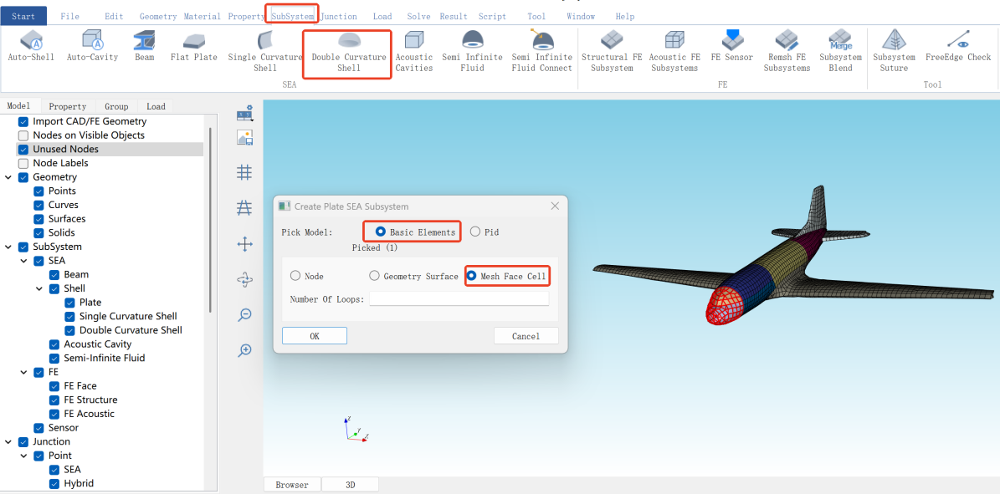 Start File Edit Geometry Material Property SubSystem Junction Load Solve Result Script Tool Window Help
Auto-Shell Auto-Cavity Beam Flat Plate Single Curvature Shell Double Curvature Shell Acoustic Cavities Semi Infinite Fluid Semi Infinite Fluid Connect Structural FE Subsystem Acoustic FE Subsystems FE Sensor Remsh FE Subsystems Merge Subsystem Blend Subsystem Suture FreeEdge Check
SEA FE Tool
Model Property Group Load
Import CAD/FE Geometry
Nodes on Visible Objects
Unused Nodes
Node Labels
Geometry
Points
Curves
Surfaces
Solids
SubSystem
SEA
Beam
Shell
Plate
Single Curvature Shell
Double Curvature Shell
Acoustic Cavity
Semi-Infinite Fluid
FE
FE Face
FE Structure
FE Acoustic
Sensor
Junction
Point
SEA
Hybrid
Create Plate SEA Subsystem
Pick Model: Basic Elements Pid
Picked (1)
Node Geometry Surface Mesh Face Cell
Number Of Loops:
OK Cancel
Z
Y
X
Browser 3D